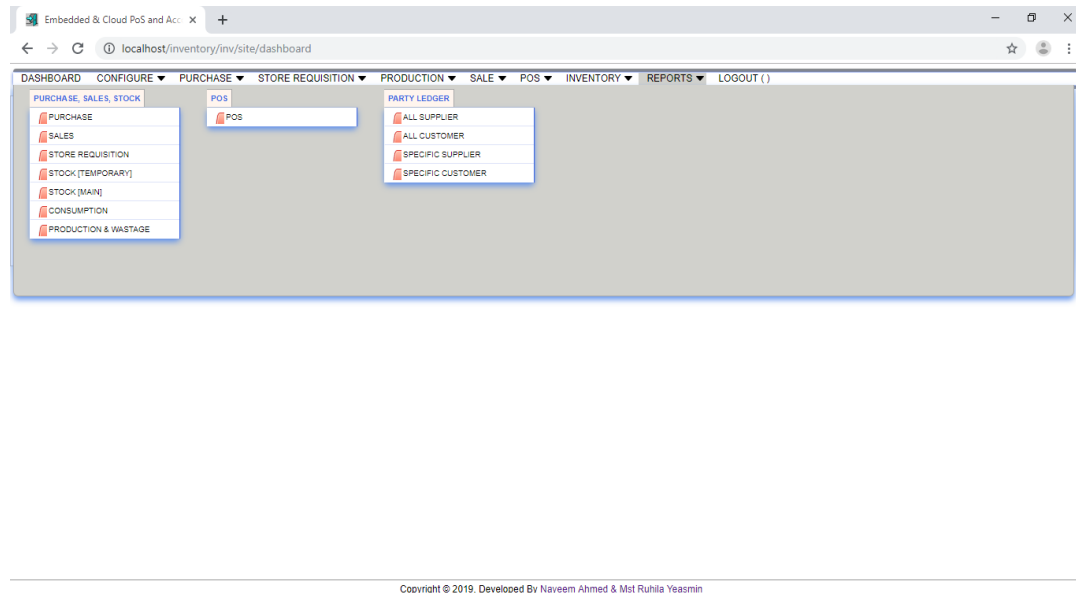 Embedded & Cloud PoS and Acc
localhost/inventory/inv/site/dashboard
DASHBOARD CONFIGURE PURCHASE STORE REQUISITION PRODUCTION SALE POS INVENTORY REPORTS LOGOUT ( )
PURCHASE, SALES, STOCK
PURCHASE
SALES
STORE REQUISITION
STOCK [TEMPORARY]
STOCK [MAIN]
CONSUMPTION
PRODUCTION & WASTAGE
POS
POS
PARTY LEDGER
ALL SUPPLIER
ALL CUSTOMER
SPECIFIC SUPPLIER
SPECIFIC CUSTOMER
Copyright © 2019. Developed By Naveem Ahmed & Mst Ruhila Yeasmin